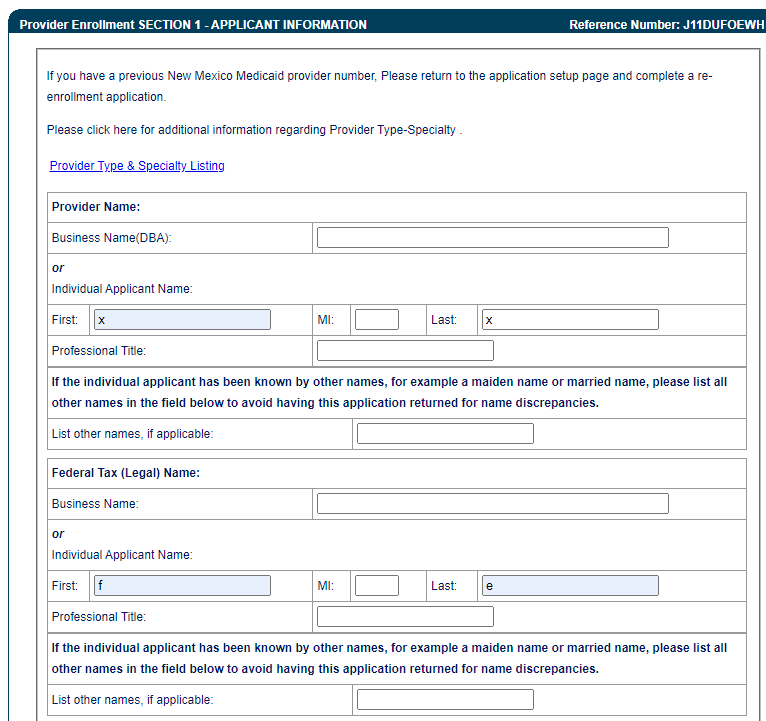 Provider Enrollment SECTION 1 - APPLICANT INFORMATION Reference Number: J11DUFOEWH
If you have a previous New Mexico Medicaid provider number, Please return to the application setup page and complete a re-
enrollment application.
Please click here for additional information regarding Provider Type-Specialty .
Provider Type & Specialty Listing
Provider Name:
Business Name(DBA):
or
Individual Applicant Name:
First: x MI: Last: x
Professional Title:
If the individual applicant has been known by other names, for example a maiden name or married name, please list all
other names in the field below to avoid having this application returned for name discrepancies.
List other names, if applicable:
Federal Tax (Legal) Name:
Business Name:
or
Individual Applicant Name:
First: f MI: Last: e
Professional Title:
If the individual applicant has been known by other names, for example a maiden name or married name, please list all
other names in the field below to avoid having this application returned for name discrepancies.
List other names, if applicable: